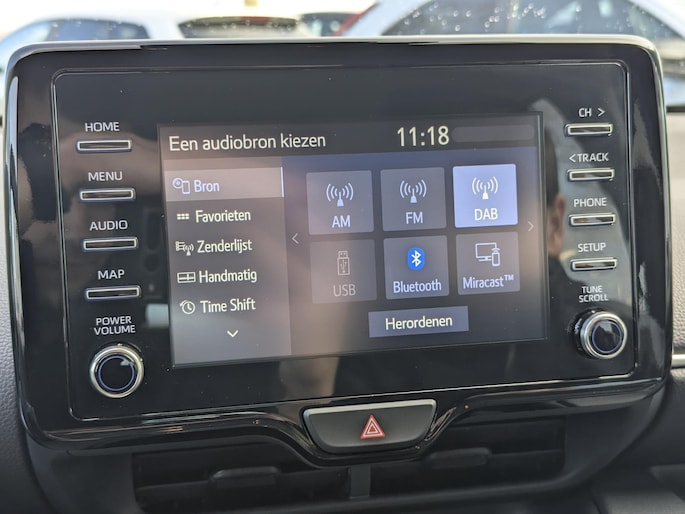 HOME
MENU
AUDIO
MAP
POWER
VOLUME
Een audiobron kiezen
11:18
Bron
Favorieten
Zenderlijst
Handmatig
Time Shift
AM
FM
DAB
USB
Bluetooth
Miracast™
Herordenen
CH >
< TRACK
PHONE
SETUP
TUNE
SCROLL